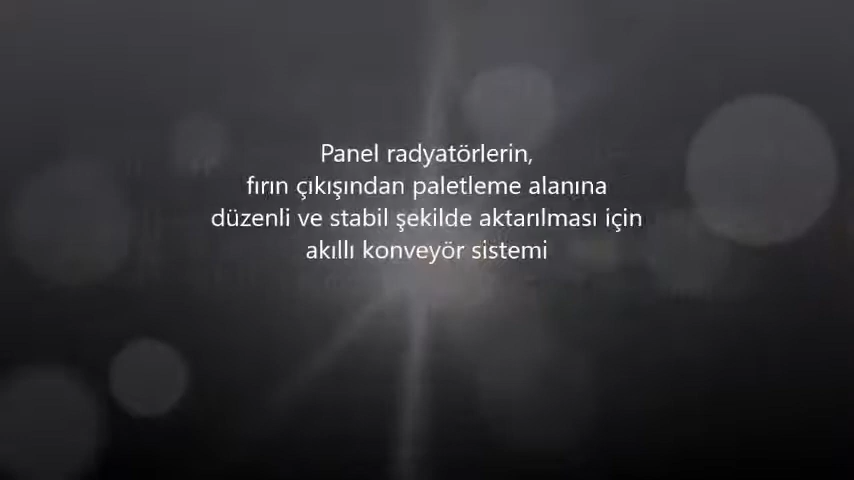 Panel radyatörlerin,
fırın çıkışından paletleme alanına
düzenli ve stabil şekilde aktarılması için
akıllı konveyör sistemi